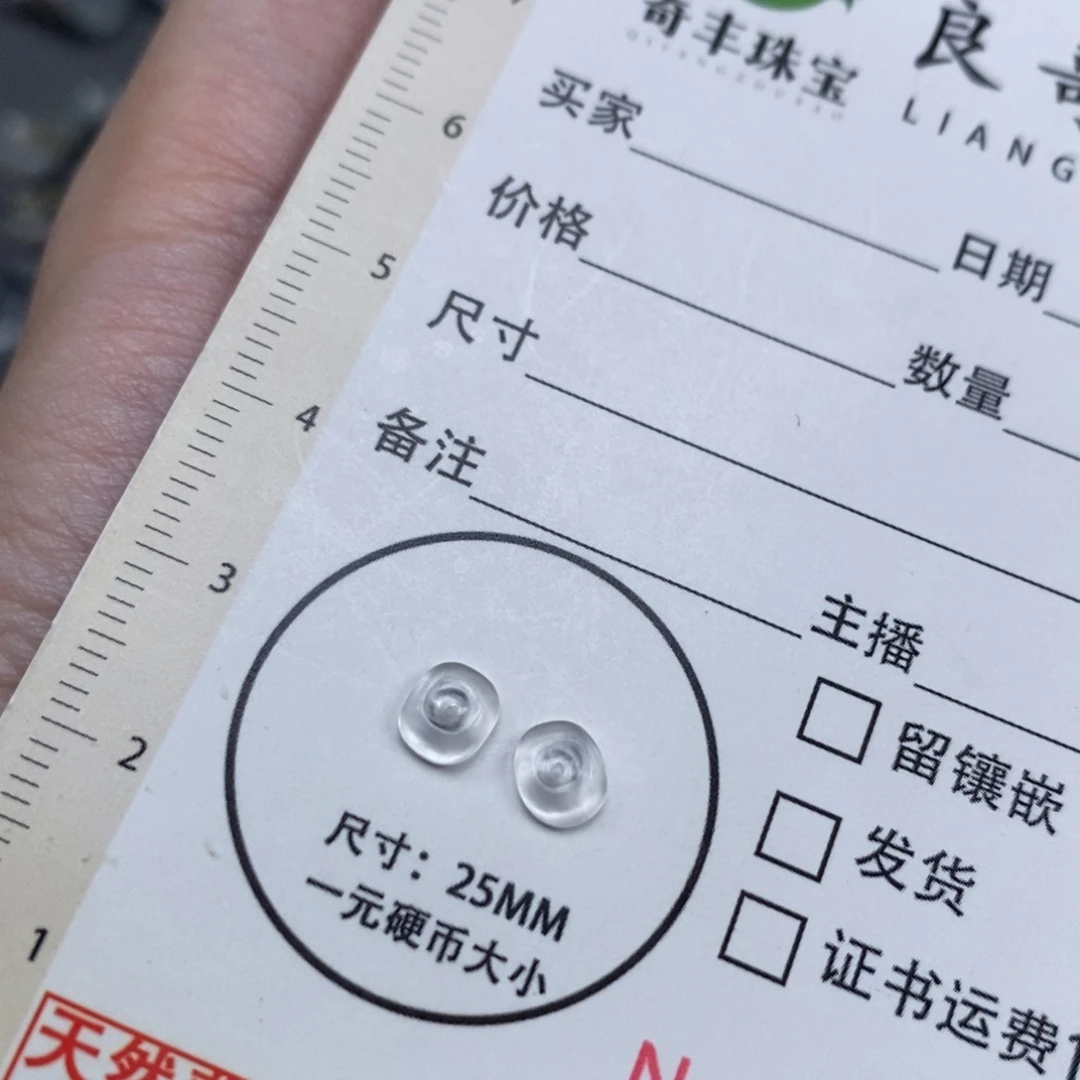 奇丰珠宝
良
LIANG
买家
日期
价格
数量
尺寸
备注
主播
留镶嵌
发货
证书运费
尺寸：25MM
一元硬币大小
6
5
4
3
2
1
天然
N